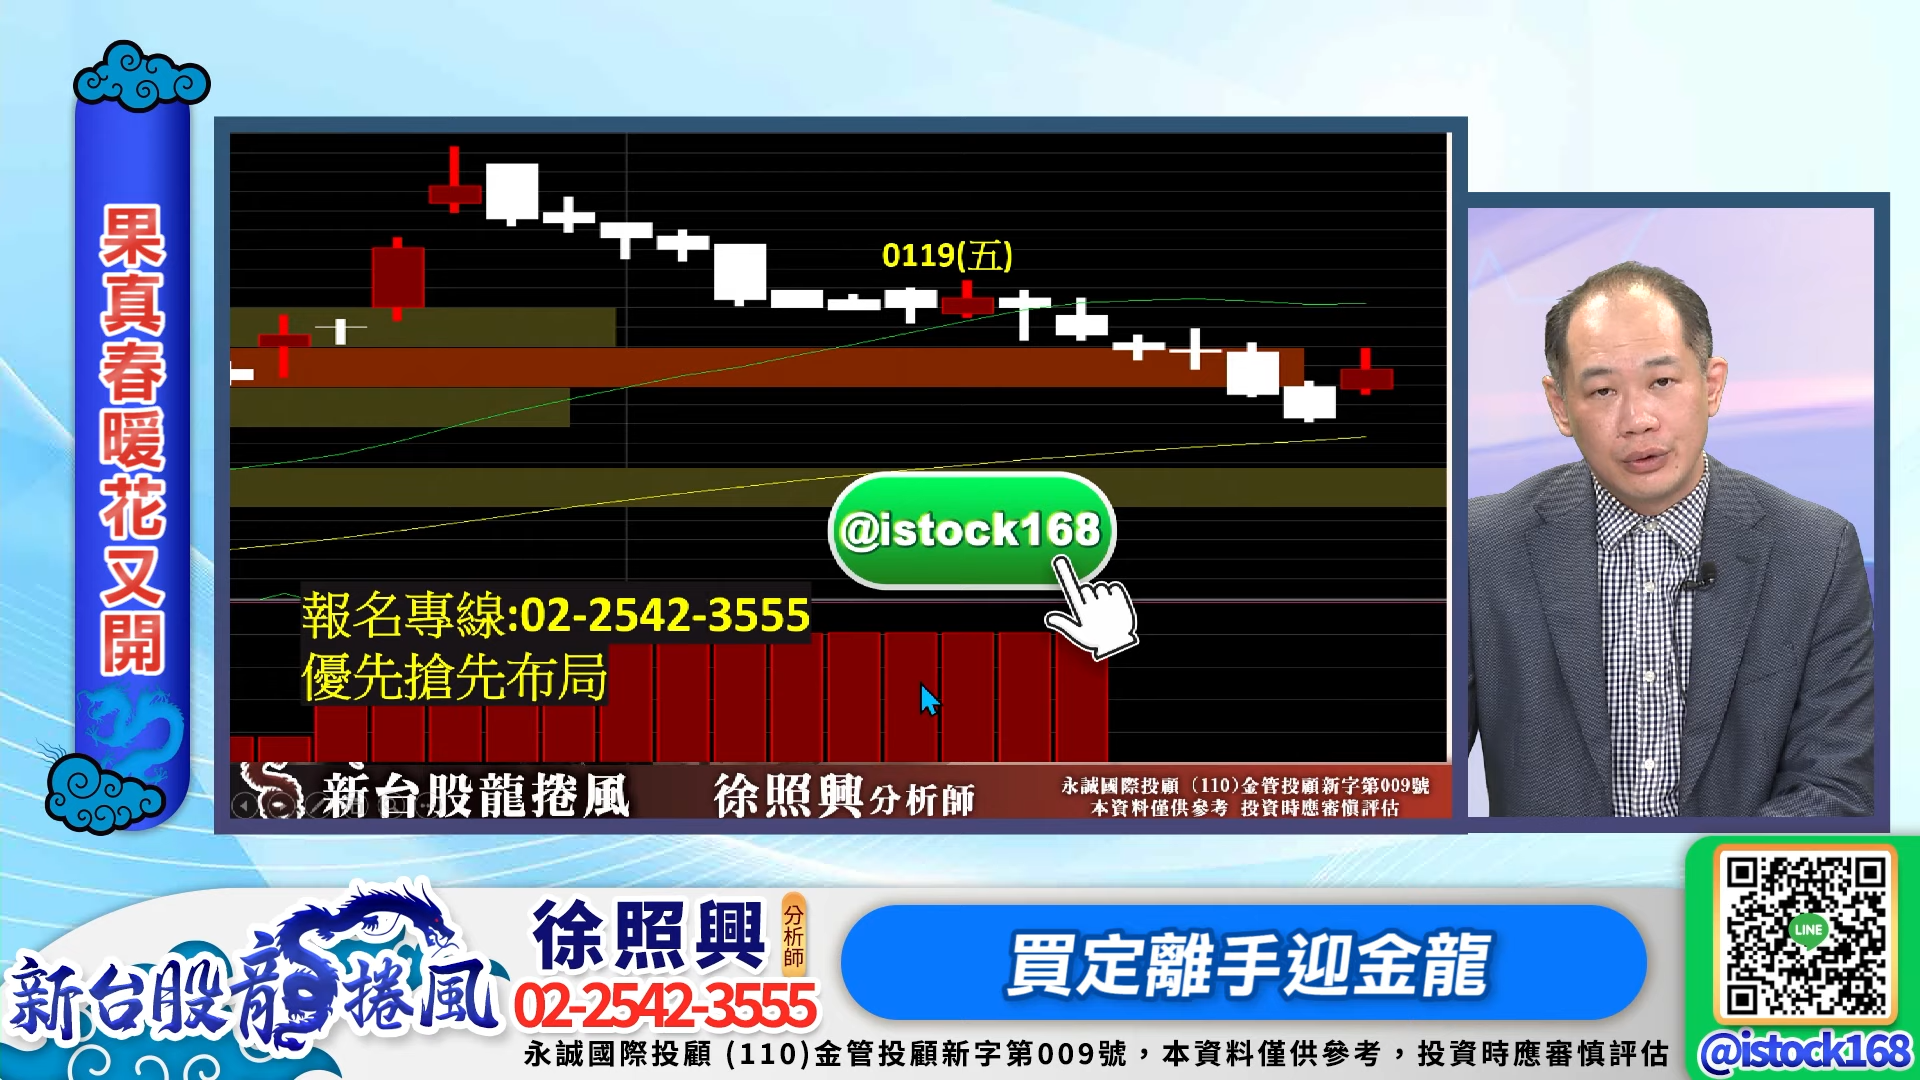 果真春暖花又開
0119(五)
@istock168
報名專線:02-2542-3555
優先搶先布局
新台股龍捲風 徐照興分析師
永誠國際投顧 (110)金管投顧新字第009號
本資料僅供參考 投資時應審慎評估
新台股龍捲風
徐照興 分析師
02-2542-3555
買定離手迎金龍
LINE
@istock168
永誠國際投顧 (110)金管投顧新字第009號，本資料僅供參考，投資時應審慎評估